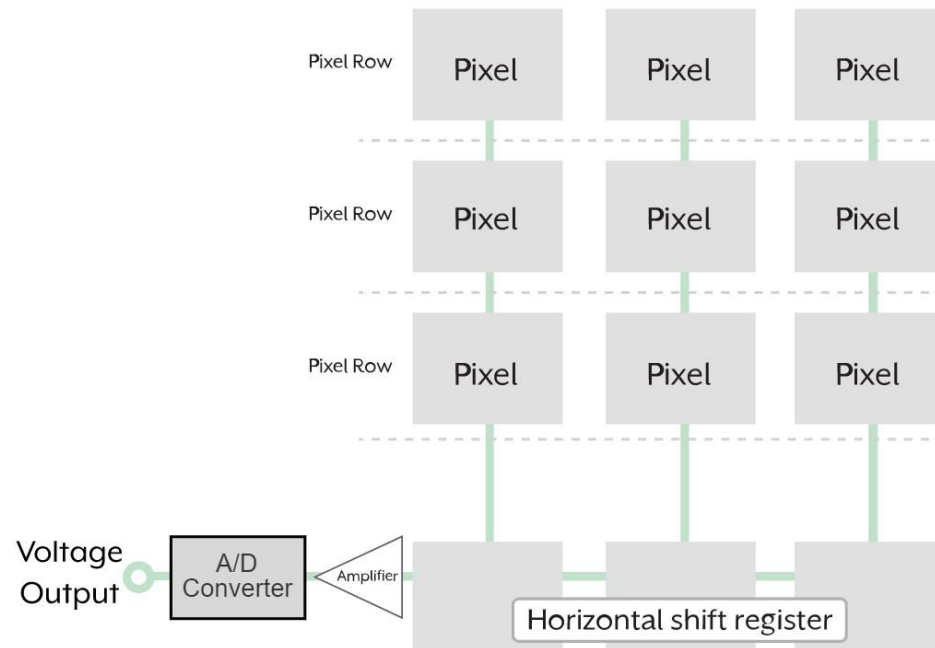 Pixel Row
Pixel
Pixel
Pixel
Pixel Row
Pixel
Pixel
Pixel
Pixel Row
Pixel
Pixel
Pixel
Voltage
Output
A/D
Converter
Amplifier
Horizontal shift register